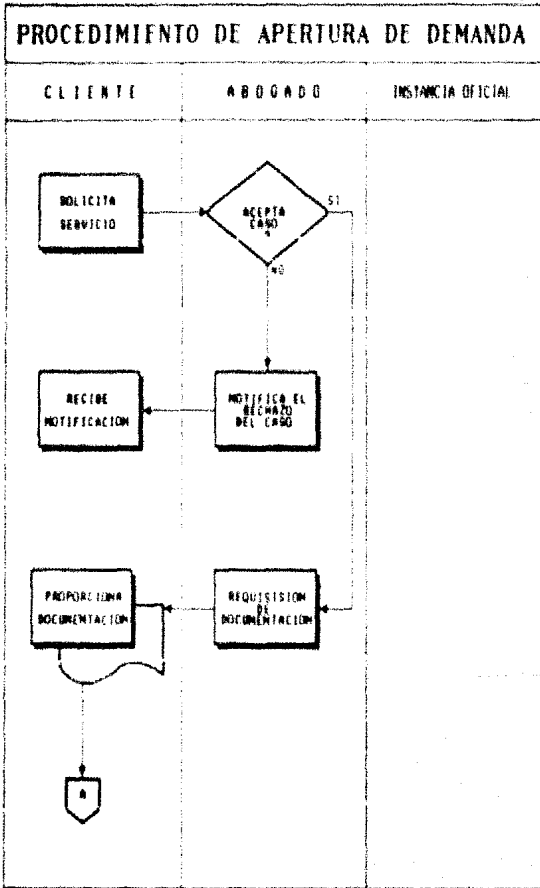 PROCEDIMIENTO DE APERTURA DE DEMANDA
CLIENTE
ABOGADO
INSTANCIA OFICIAL
SOLICITA
SERVICIO
ACEPTA
CASO
?
SI
NO
RECIBE
NOTIFICACION
NOTIFICA EL
RECHAZO
DEL CASO
PROPORCIONA
DOCUMENTACION
REQUISISION
DE
DOCUMENTACION
A